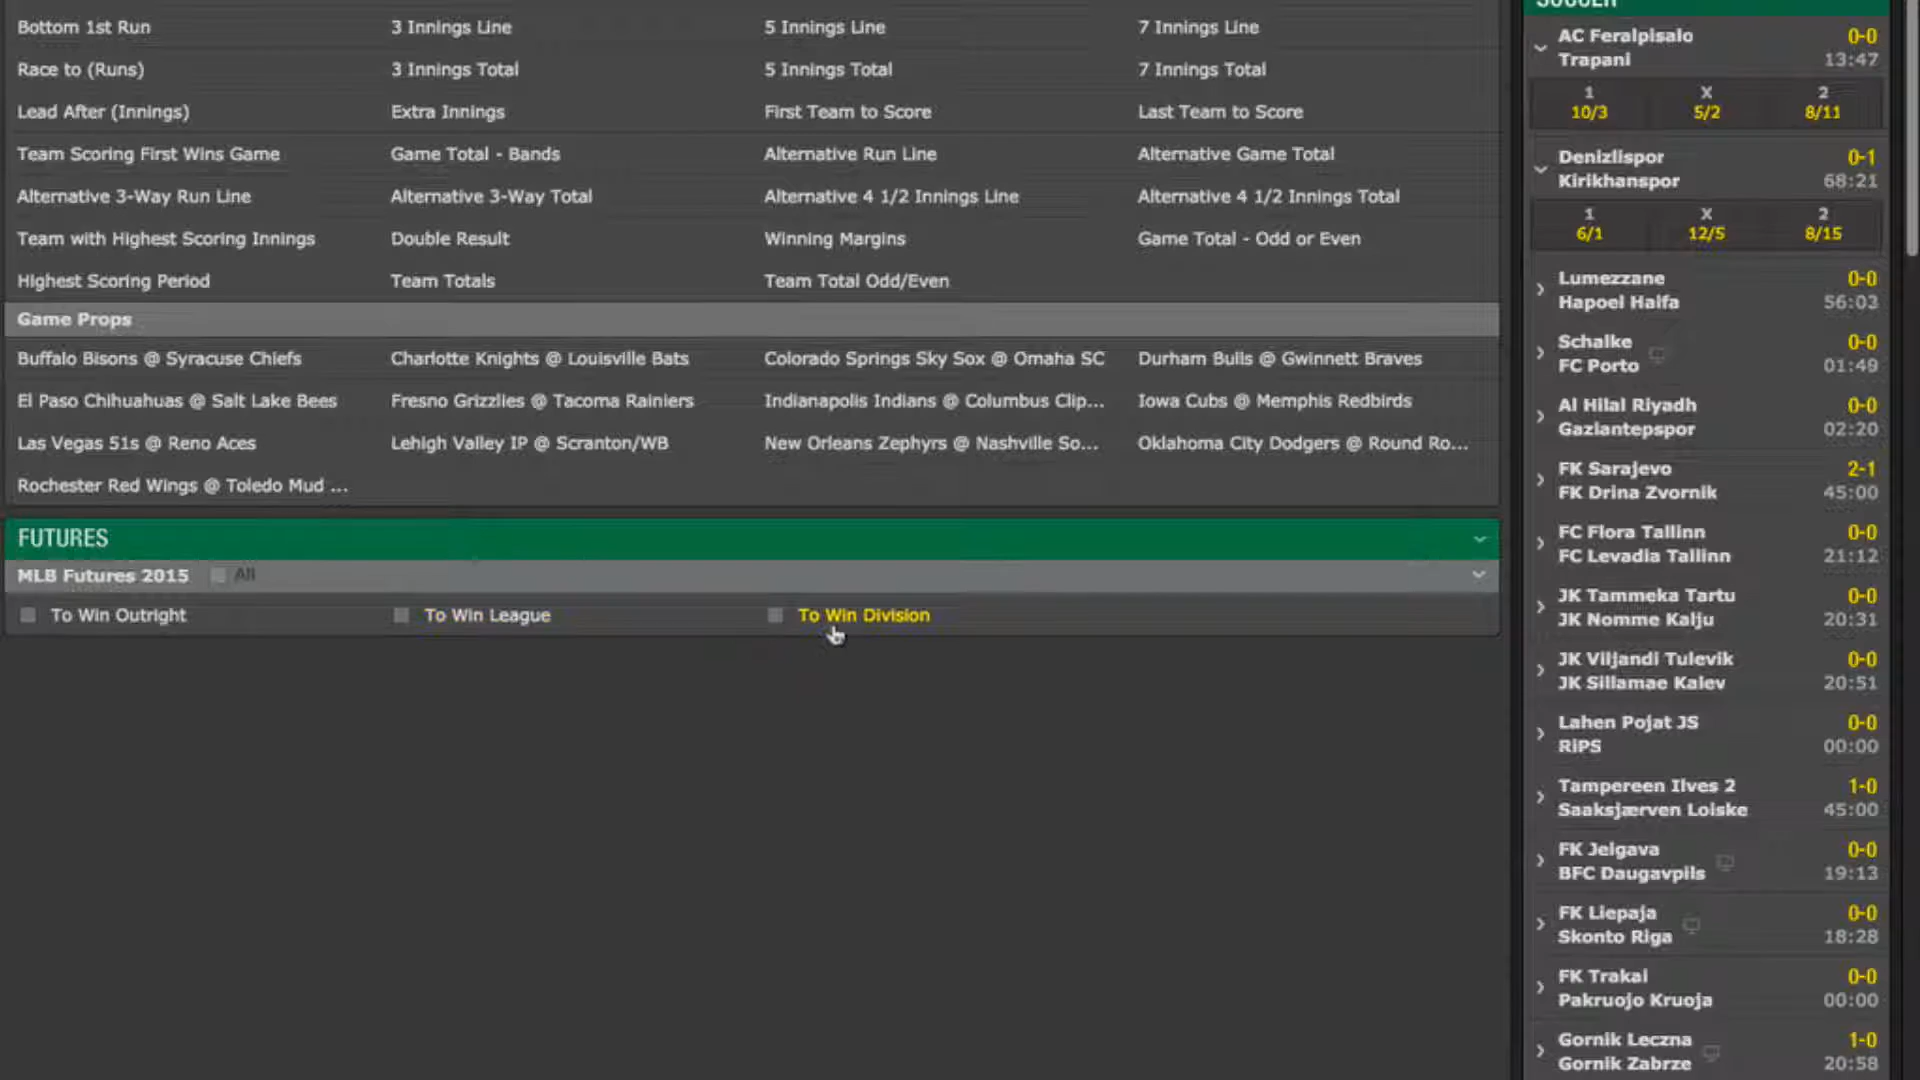 Bottom 1st Run 3 Innings Line 5 Innings Line 7 Innings Line
Race to (Runs) 3 Innings Total 5 Innings Total 7 Innings Total
Lead After (Innings) Extra Innings First Team to Score Last Team to Score
Team Scoring First Wins Game Game Total - Bands Alternative Run Line Alternative Game Total
Alternative 3-Way Run Line Alternative 3-Way Total Alternative 4 1/2 Innings Line Alternative 4 1/2 Innings Total
Team with Highest Scoring Innings Double Result Winning Margins Game Total - Odd or Even
Highest Scoring Period Team Totals Team Total Odd/Even
Game Props
Buffalo Bisons @ Syracuse Chiefs Charlotte Knights @ Louisville Bats Colorado Springs Sky Sox @ Omaha SC Durham Bulls @ Gwinnett Braves
El Paso Chihuahuas @ Salt Lake Bees Fresno Grizzlies @ Tacoma Rainiers Indianapolis Indians @ Columbus Clip... Iowa Cubs @ Memphis Redbirds
Las Vegas 51s @ Reno Aces Lehigh Valley IP @ Scranton/WB New Orleans Zephyrs @ Nashville So... Oklahoma City Dodgers @ Round Ro...
Rochester Red Wings @ Toledo Mud ...
FUTURES
MLB Futures 2015 All
To Win Outright To Win League To Win Division
SOCCER
AC Feralpisalo 0-0
Trapani 13:47
1 X 2
10/3 5/2 8/11
Denizlispor 0-1
Kirikhanspor 68:21
1 X 2
6/1 12/5 8/15
Lumezzane 0-0
Hapoel Haifa 56:03
Schalke 0-0
FC Porto 01:49
Al Hilal Riyadh 0-0
Gaziantepspor 02:20
FK Sarajevo 2-1
FK Drina Zvornik 45:00
FC Flora Tallinn 0-0
FC Levadia Tallinn 21:12
JK Tammeka Tartu 0-0
JK Nomme Kalju 20:31
JK Viljandi Tulevik 0-0
JK Sillamae Kalev 20:51
Lahen Pojat JS 0-0
RiPS 00:00
Tampereen Ilves 2 1-0
Saaksjærven Loiske 45:00
FK Jelgava 0-0
BFC Daugavpils 19:13
FK Liepaja 0-0
Skonto Riga 18:28
FK Trakai 0-0
Pakruojo Kruoja 00:00
Gornik Leczna 1-0
Gornik Zabrze 20:58